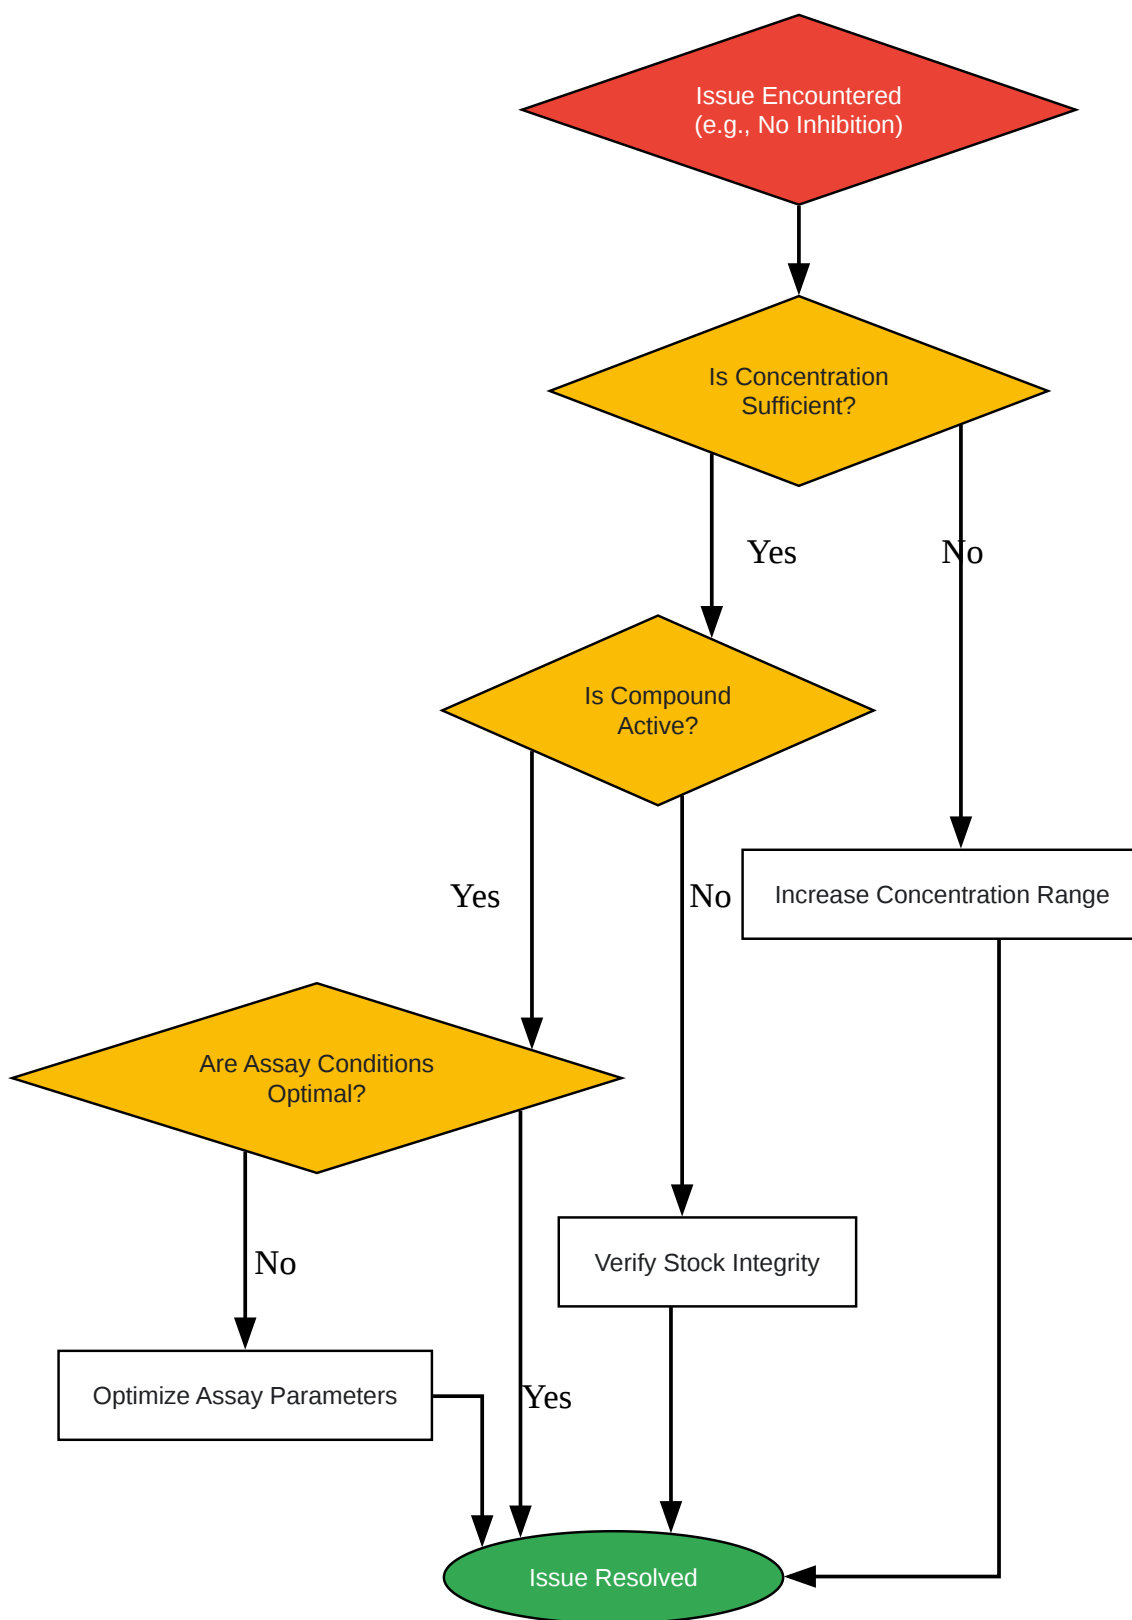 Issue Encountered
(e.g., No Inhibition)
Is Concentration
Sufficient?
Yes
No
Is Compound
Active?
Yes
No
Increase Concentration Range
Are Assay Conditions
Optimal?
No
Verify Stock Integrity
Optimize Assay Parameters
Yes
Issue Resolved